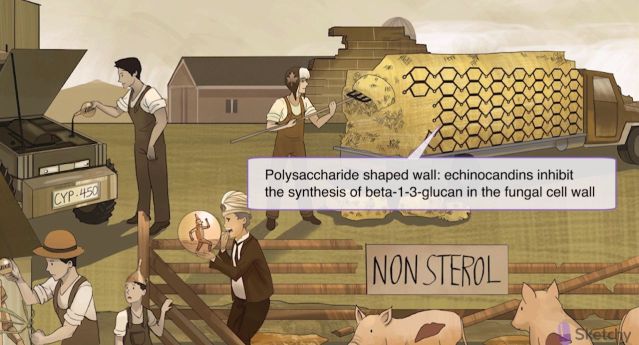 CYP-450
Polysaccharide shaped wall: echinocandins inhibit
the synthesis of beta-1-3-glucan in the fungal cell wall
NON STEROL
Sketchy